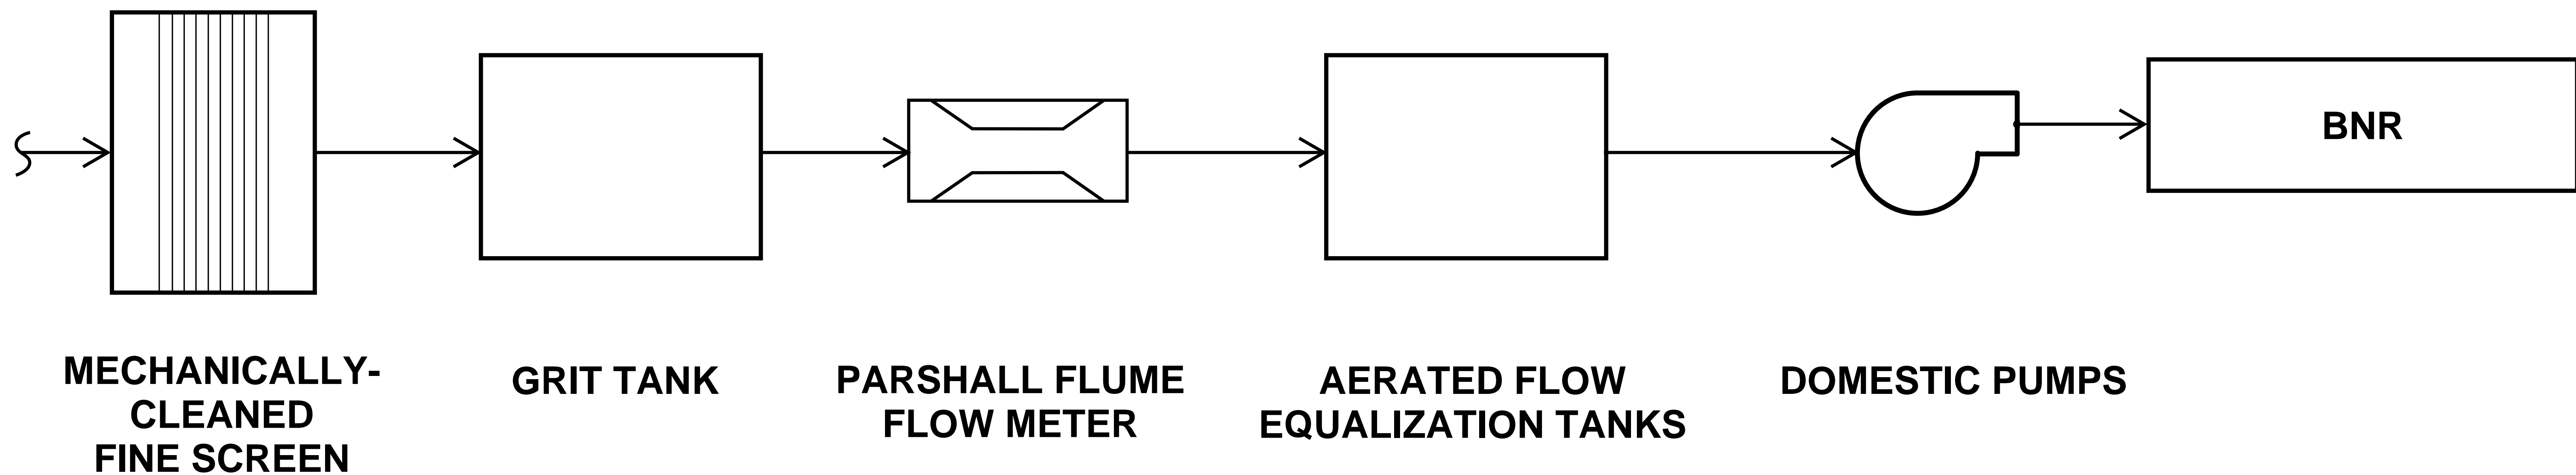 BNR
MECHANICALLY-
CLEANED
FINE SCREEN
GRIT TANK
PARSHALL FLUME
FLOW METER
AERATED FLOW
EQUALIZATION TANKS
DOMESTIC PUMPS